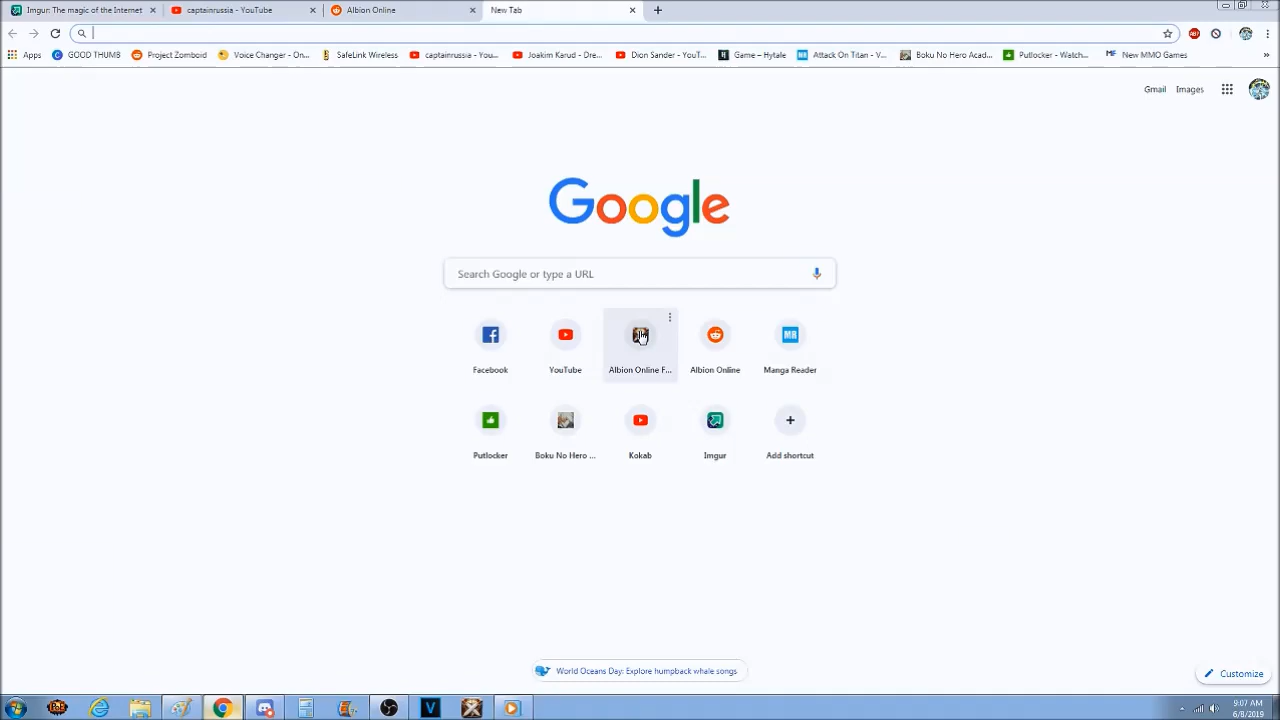 Imgur: The magic of the Internet
captainrussia - YouTube
Albion Online
New Tab
Apps
GOOD THUMB
Project Zomboid
Voice Changer - On...
SafeLink Wireless
captainrussia - You...
Joakim Karud - Dre...
Dion Sander - YouT...
Game – Hytale
Attack On Titan - V...
Boku No Hero Acad...
Putlocker - Watch...
New MMO Games
Gmail
Images
Google
Search Google or type a URL
Facebook
YouTube
Albion Online F...
Albion Online
Manga Reader
Putlocker
Boku No Hero ...
Kokab
Imgur
Add shortcut
World Oceans Day: Explore humpback whale songs
Customize
9:07 AM
6/8/2019